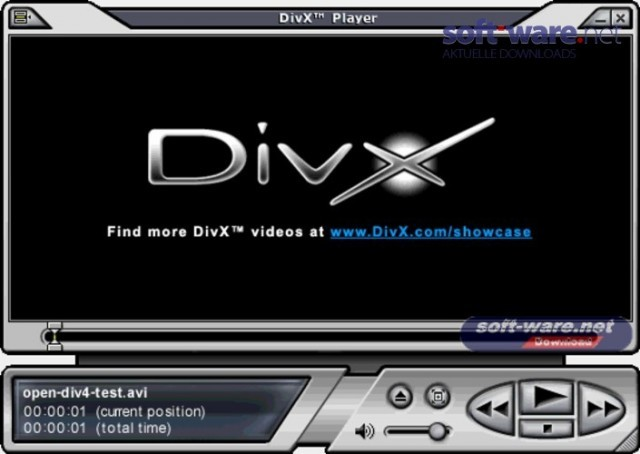 DivX™ Player
soft-ware.net
AKTUELLE DOWNLOADS
DivX
Find more DivX™ videos at www.DivX.com/showcase
soft-ware.net
Download
open-div4-test.avi
00:00:01 (current position)
00:00:01 (total time)